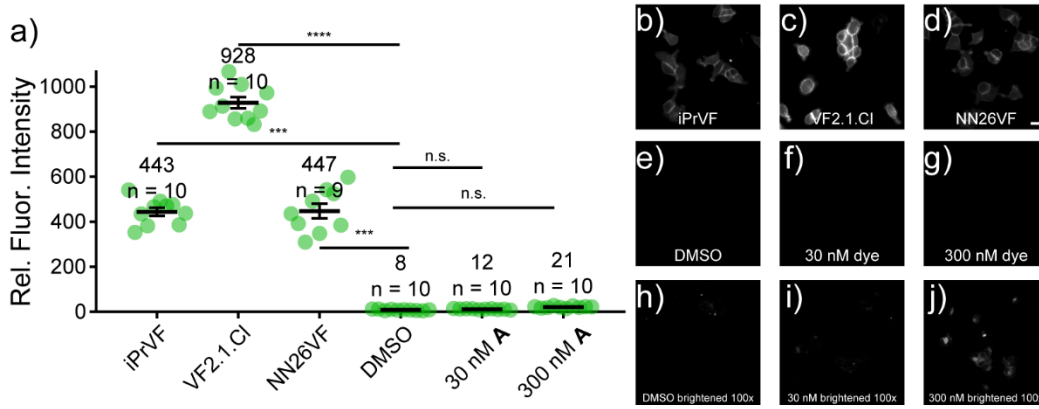 a)
****
928
n = 10
***
443
n = 10
447
n = 9
***
n.s.
n.s.
8
n = 10
12
n = 10
21
n = 10
Rel. Fluor. Intensity
1000
800
600
400
200
0
iPrVF
VF2.1.Cl
NN26VF
DMSO
30 nM A
300 nM A
b)
iPrVF
c)
VF2.1.Cl
d)
NN26VF
e)
DMSO
f)
30 nM dye
g)
300 nM dye
h)
DMSO brightened 100x
i)
30 nM brightened 100x
j)
300 nM brightened 100x